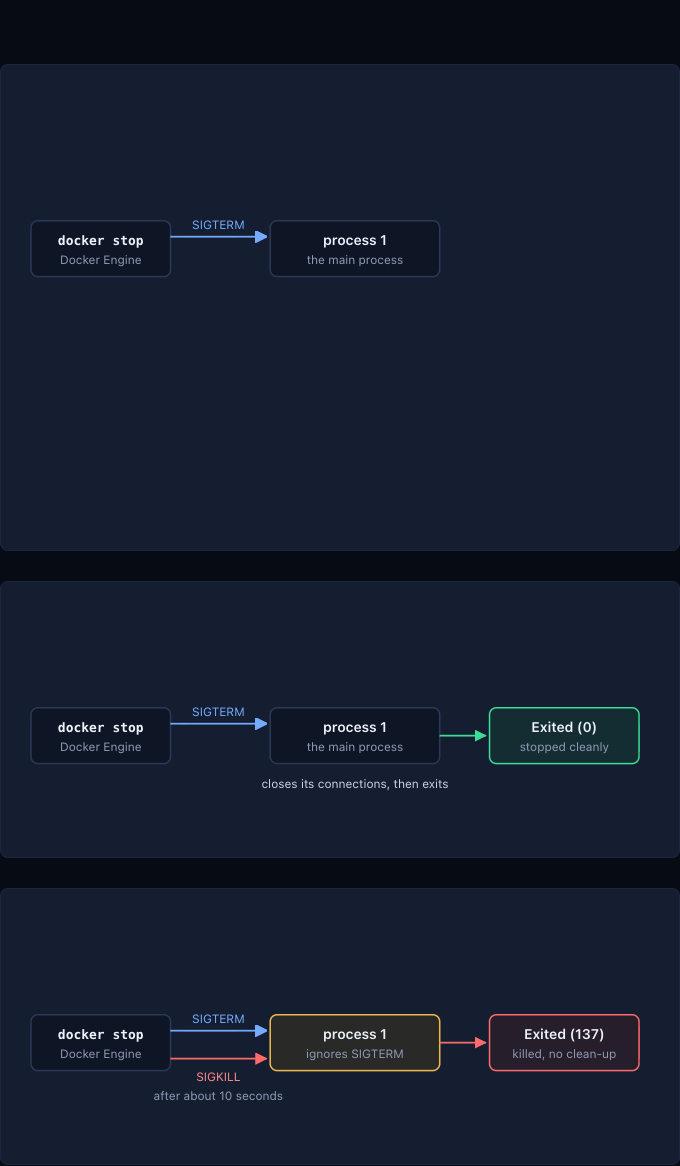 SIGTERM
docker stop
Docker Engine
process 1
the main process
SIGTERM
docker stop
Docker Engine
process 1
the main process
Exited (0)
stopped cleanly
closes its connections, then exits
SIGTERM
docker stop
Docker Engine
process 1
ignores SIGTERM
Exited (137)
killed, no clean-up
SIGKILL
after about 10 seconds